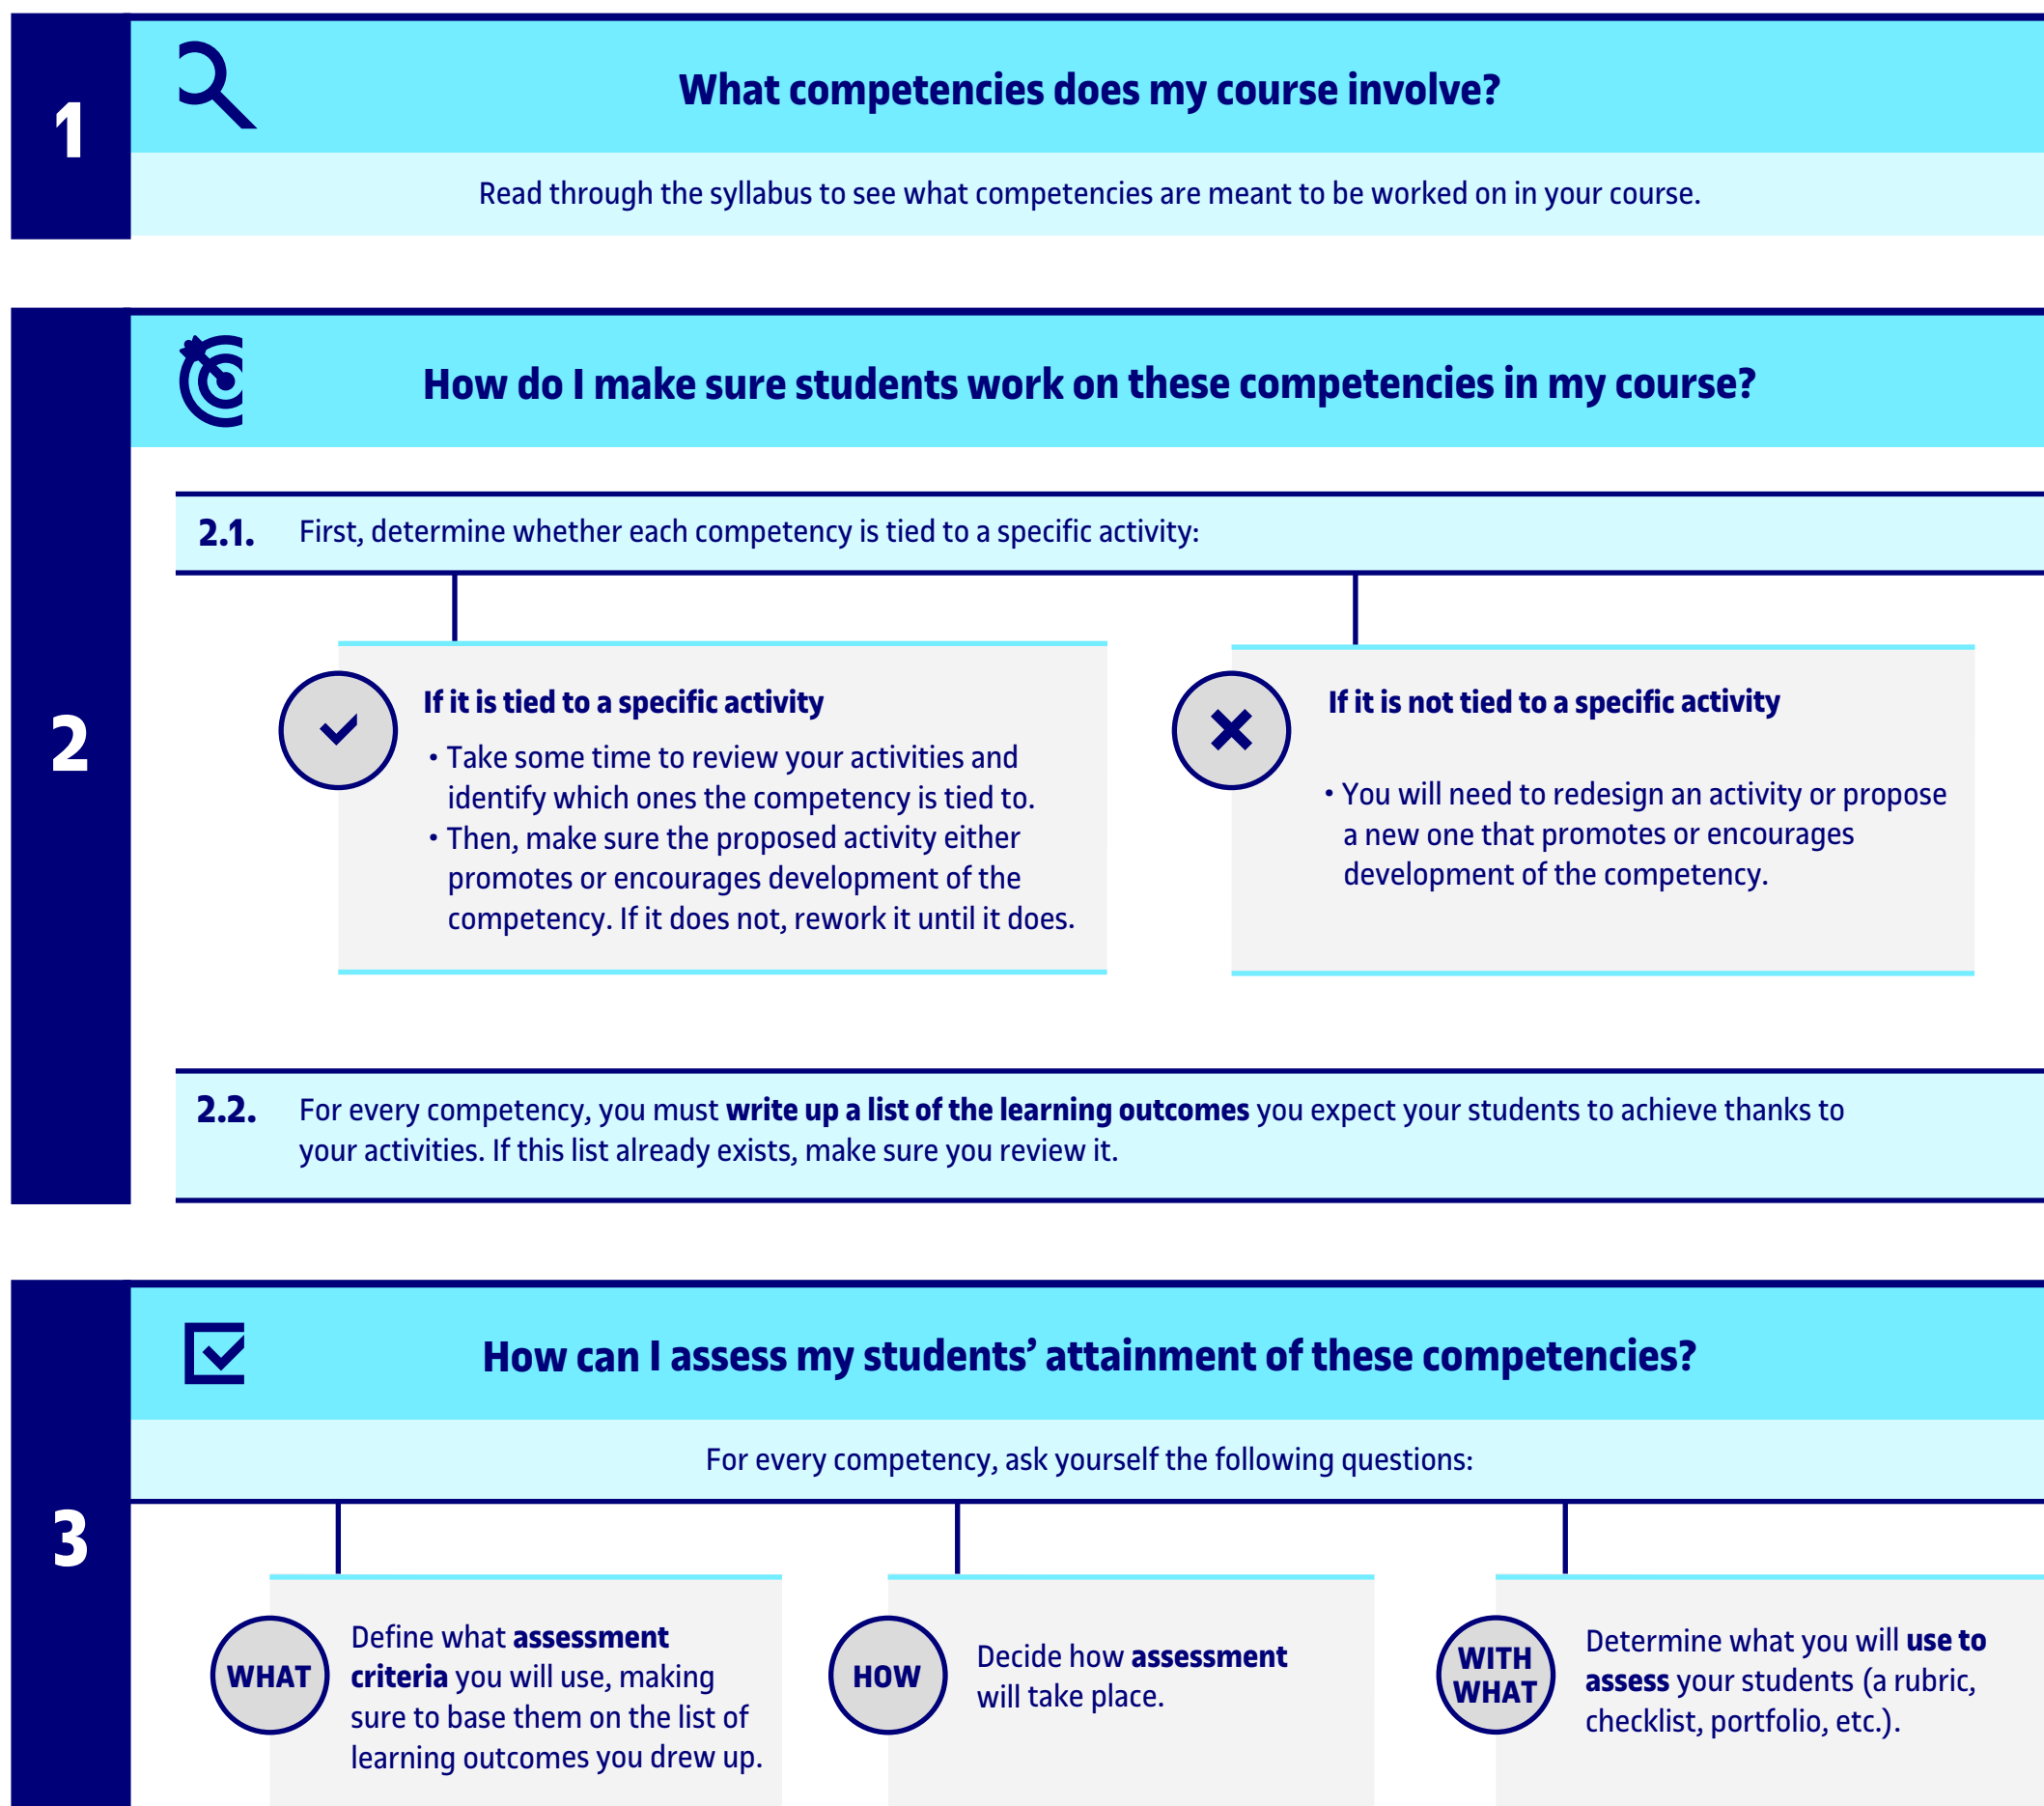 1
What competencies does my course involve?
Read through the syllabus to see what competencies are meant to be worked on in your course.
2
How do I make sure students work on these competencies in my course?
2.1. First, determine whether each competency is tied to a specific activity:
If it is tied to a specific activity
• Take some time to review your activities and
identify which ones the competency is tied to.
• Then, make sure the proposed activity either
promotes or encourages development of the
competency. If it does not, rework it until it does.
If it is not tied to a specific activity
• You will need to redesign an activity or propose
a new one that promotes or encourages
development of the competency.
2.2. For every competency, you must write up a list of the learning outcomes you expect your students to achieve thanks to
your activities. If this list already exists, make sure you review it.
3
How can I assess my students’ attainment of these competencies?
For every competency, ask yourself the following questions:
WHAT
Define what assessment
criteria you will use, making
sure to base them on the list of
learning outcomes you drew up.
HOW
Decide how assessment
will take place.
WITH
WHAT
Determine what you will use to
assess your students (a rubric,
checklist, portfolio, etc.).